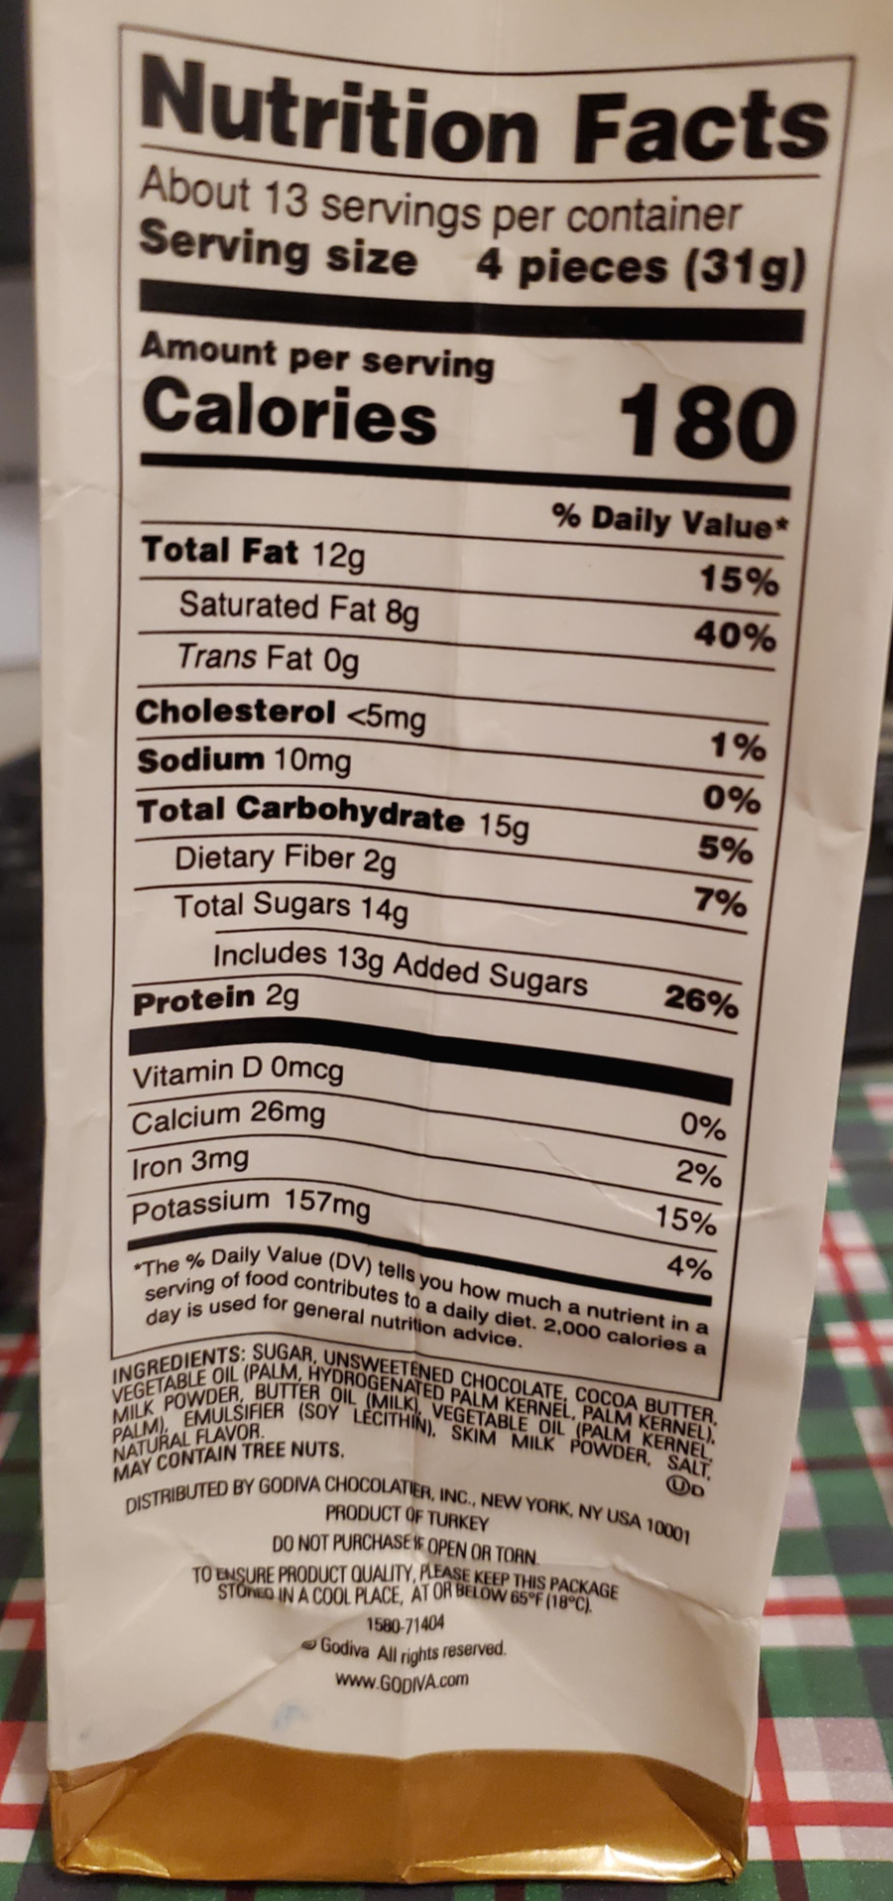 Nutrition Facts
About 13 servings per container
Serving size 4 pieces (31g)
Amount per serving
Calories 180
% Daily Value*
Total Fat 12g 15%
Saturated Fat 8g 40%
Trans Fat 0g
Cholesterol <5mg 1%
Sodium 10mg 0%
Total Carbohydrate 15g 5%
Dietary Fiber 2g 7%
Total Sugars 14g
Includes 13g Added Sugars 26%
Protein 2g
Vitamin D 0mcg 0%
Calcium 26mg 2%
Iron 3mg 15%
Potassium 157mg 4%
*The % Daily Value (DV) tells you how much a nutrient in a
serving of food contributes to a daily diet. 2,000 calories a
day is used for general nutrition advice.
INGREDIENTS: SUGAR, UNSWEETENED CHOCOLATE, COCOA BUTTER,
VEGETABLE OIL (PALM, HYDROGENATED PALM KERNEL, PALM KERNEL),
MILK POWDER, BUTTER OIL (MILK), VEGETABLE OIL (PALM KERNEL,
PALM), EMULSIFIER (SOY LECITHIN), SKIM MILK POWDER, SALT,
NATURAL FLAVOR.
MAY CONTAIN TREE NUTS.
ⓊD
DISTRIBUTED BY GODIVA CHOCOLATIER, INC., NEW YORK, NY USA 10001
PRODUCT OF TURKEY
DO NOT PURCHASE IF OPEN OR TORN.
TO ENSURE PRODUCT QUALITY, PLEASE KEEP THIS PACKAGE
STORED IN A COOL PLACE, AT OR BELOW 65°F (18°C).
1580-71404
Godiva All rights reserved.
www.GODIVA.com